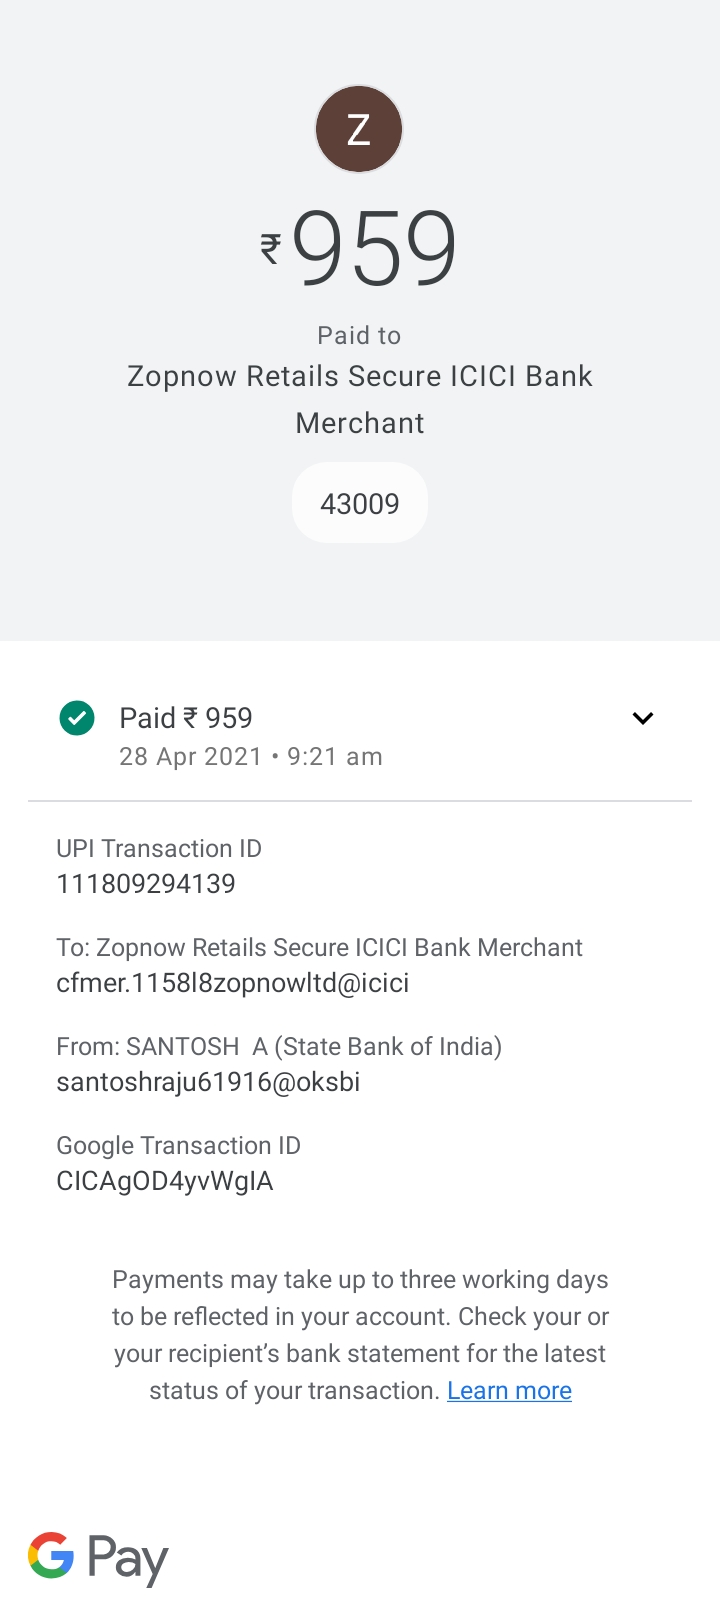 Z
₹959
Paid to
Zopnow Retails Secure ICICI Bank
Merchant
43009
Paid ₹ 959
28 Apr 2021 • 9:21 am
UPI Transaction ID
111809294139
To: Zopnow Retails Secure ICICI Bank Merchant
cfmer.1158l8zopnowltd@icici
From: SANTOSH  A (State Bank of India)
santoshraju61916@oksbi
Google Transaction ID
CICAgOD4yvWgIA
Payments may take up to three working days
to be reflected in your account. Check your or
your recipient’s bank statement for the latest
status of your transaction. Learn more
G Pay